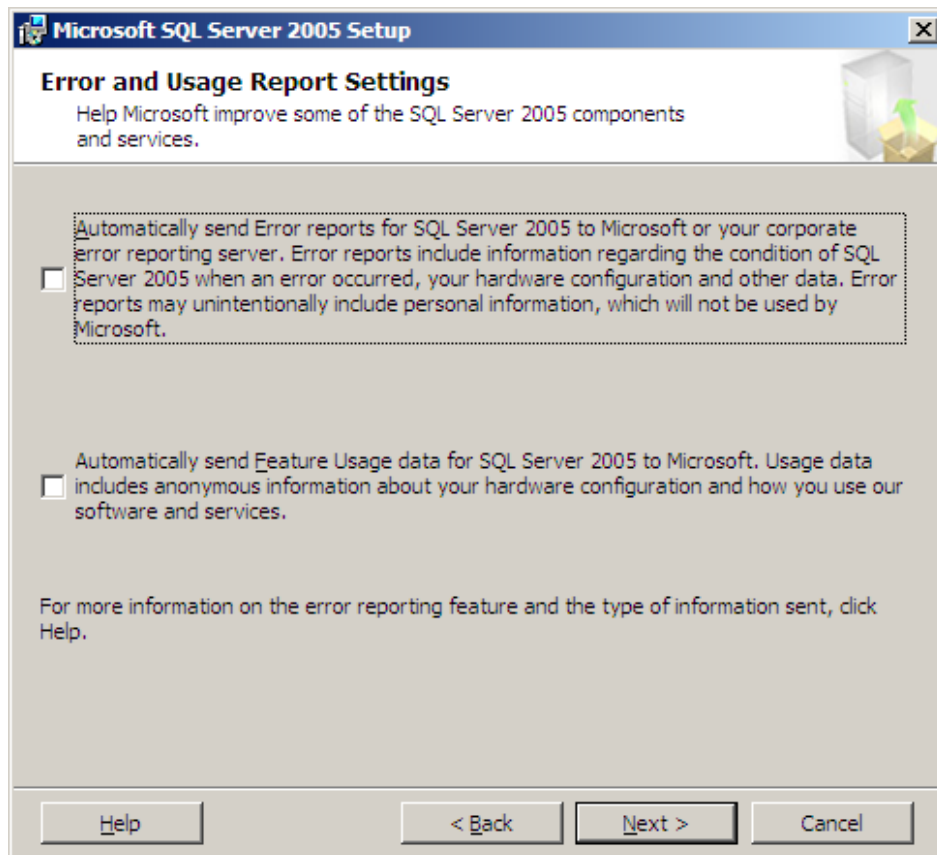 Microsoft SQL Server 2005 Setup
Error and Usage Report Settings
Help Microsoft improve some of the SQL Server 2005 components
and services.
Automatically send Error reports for SQL Server 2005 to Microsoft or your corporate
error reporting server. Error reports include information regarding the condition of SQL
Server 2005 when an error occurred, your hardware configuration and other data. Error
reports may unintentionally include personal information, which will not be used by
Microsoft.
Automatically send Feature Usage data for SQL Server 2005 to Microsoft. Usage data
includes anonymous information about your hardware configuration and how you use our
software and services.
For more information on the error reporting feature and the type of information sent, click
Help.
Help
< Back
Next >
Cancel